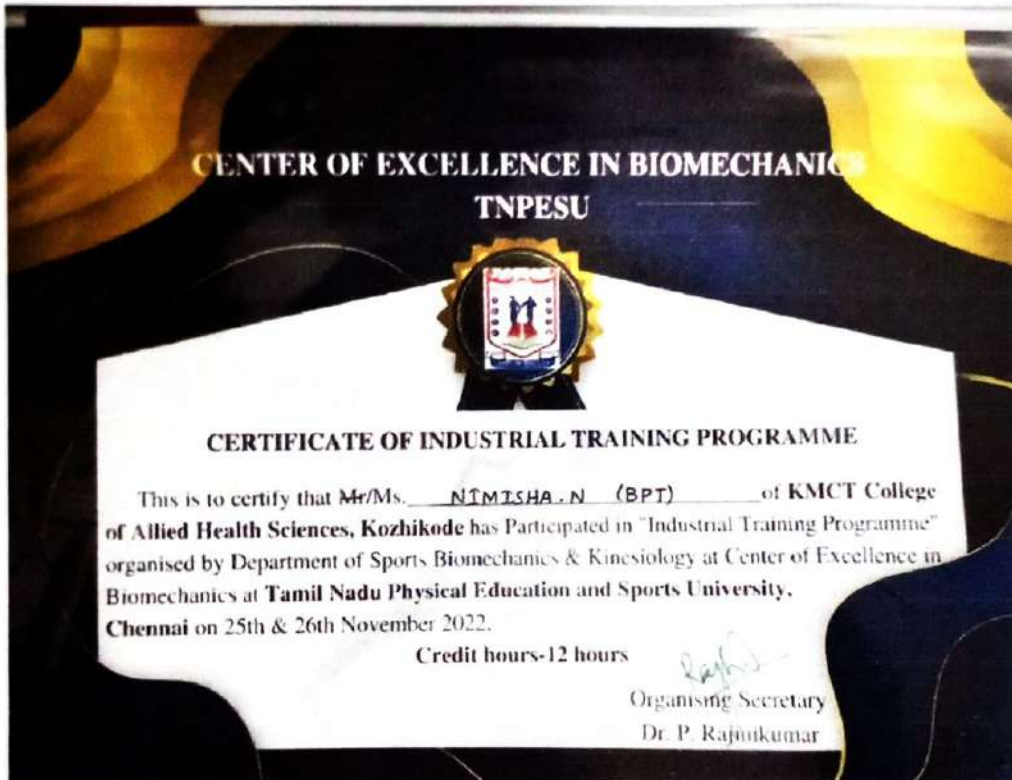 CENTER OF EXCELLENCE IN BIOMECHANICS
TNPESU
CERTIFICATE OF INDUSTRIAL TRAINING PROGRAMME
This is to certify that Mr/Ms. NIMISHA.N (BPT) of KMCT College
of Allied Health Sciences, Kozhikode has Participated in "Industrial Training Programme"
organised by Department of Sports Biomechanics & Kinesiology at Center of Excellence in
Biomechanics at Tamil Nadu Physical Education and Sports University,
Chennai on 25th & 26th November 2022.
Credit hours-12 hours
Organising Secretary
Dr. P. Rajinikumar